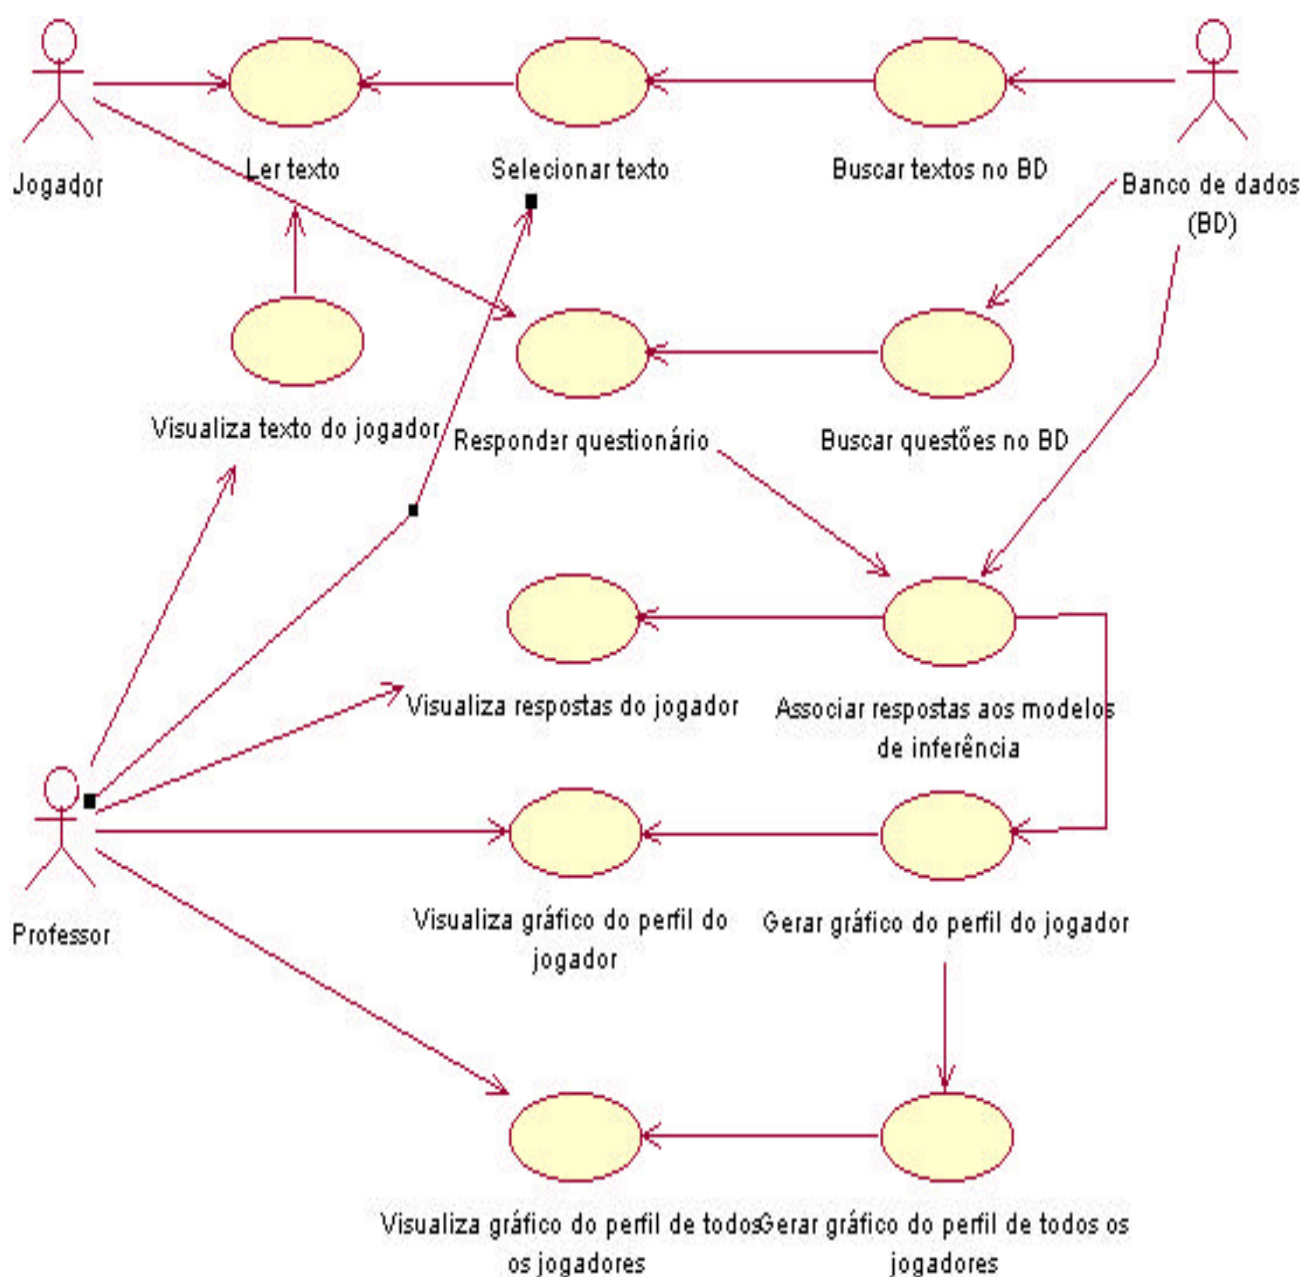 Ler texto
Selecionar texto
Buscar textos no BD
Jogador
Banco de dados
(BD)
Visualiza texto do jogador
Responder questionário
Buscar questões no BD
Visualiza respostas do jogador
Associar respostas aos modelos
de inferência
Professor
Visualiza gráfico do perfil do
jogador
Gerar gráfico do perfil do jogador
Visualiza gráfico do perfil de todos
os jogadores
Gerar gráfico do perfil de todos os
jogadores